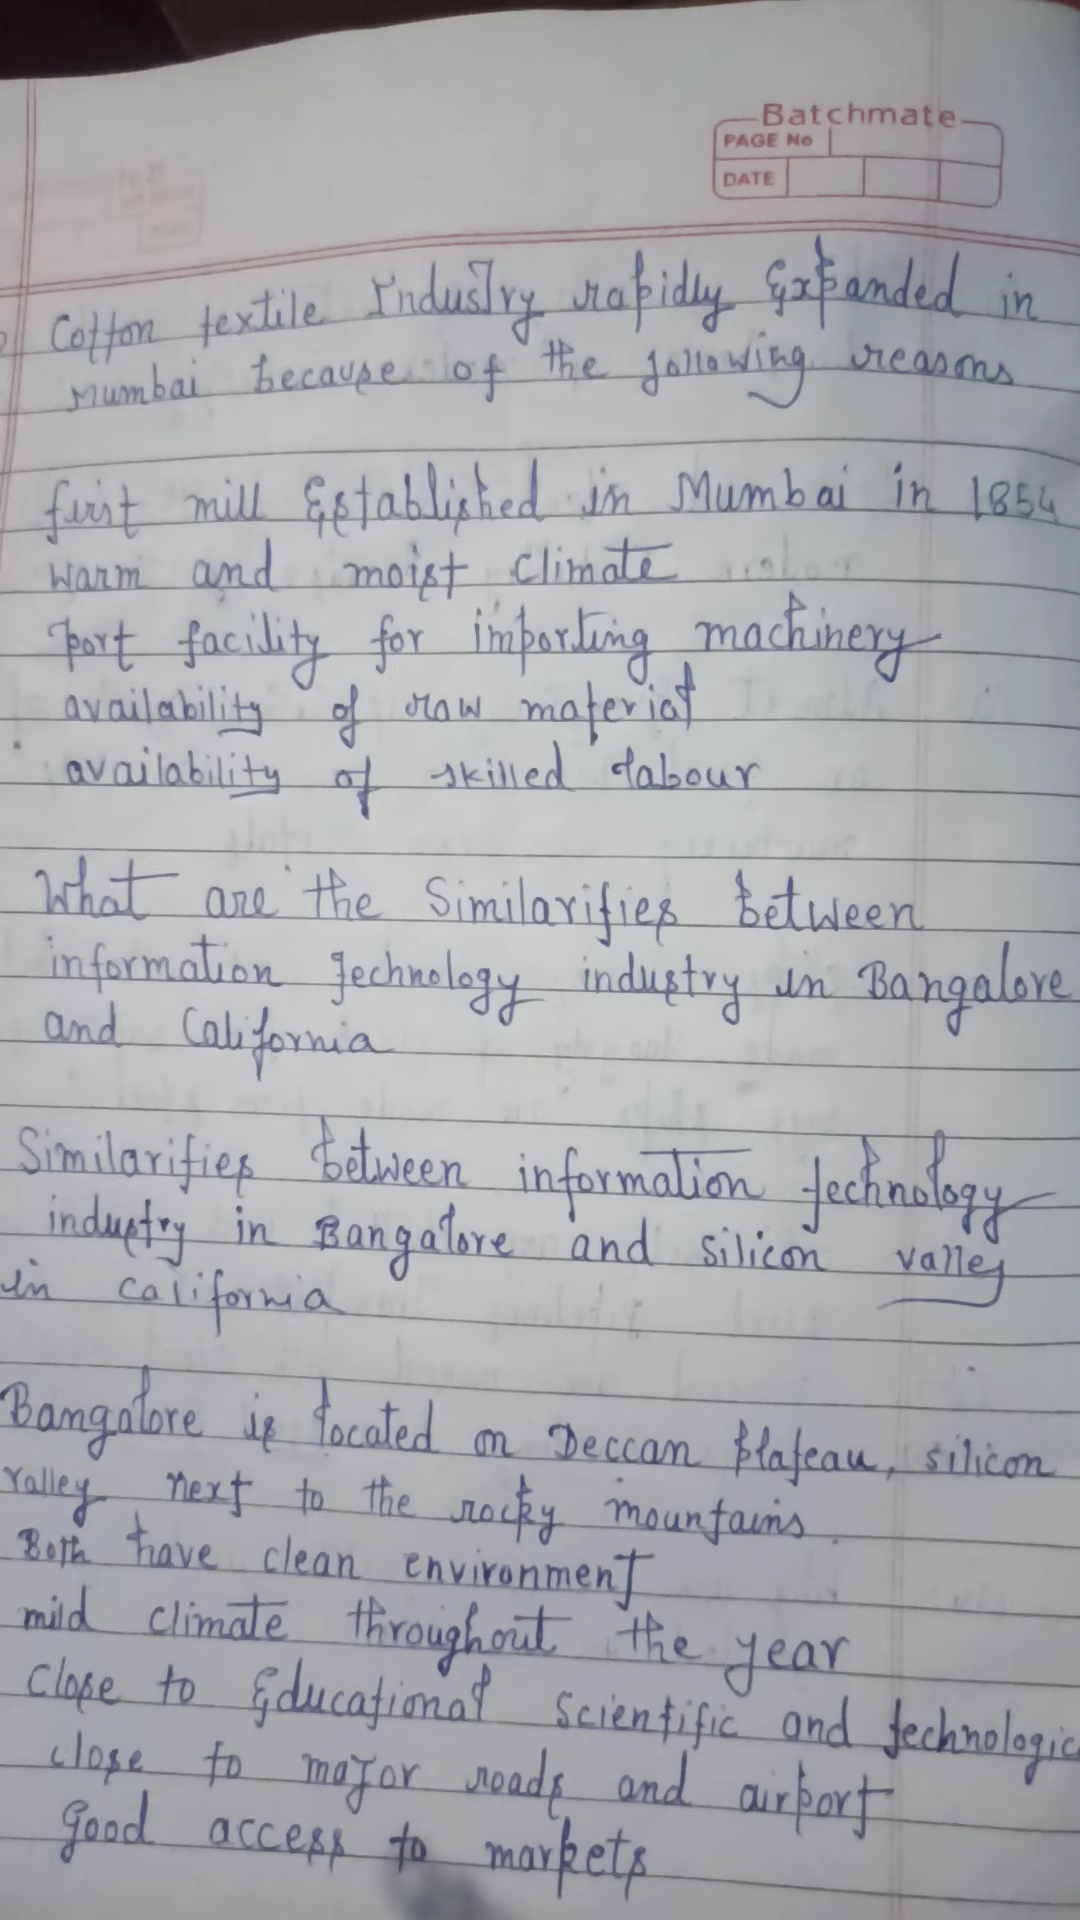 Batchmate
PAGE No
DATE
Cotton textile Industry rapidly Expanded in
Mumbai because of the following reasons
first mill Established in Mumbai in 1854
Warm and moist climate
Port facility for importing machinery
availability of raw material
availability of skilled labour
What are the Similarities between
information technology industry in Bangalore
and California
Similarities between information technology
industry in Bangalore and silicon valley
in california
Bangalore is located on Deccan plateau, silicon
valley next to the rocky mountains
Both have clean environment
mild climate throughout the year
Close to Educational scientific and technologic
close to major roads and airport
Good access to markets